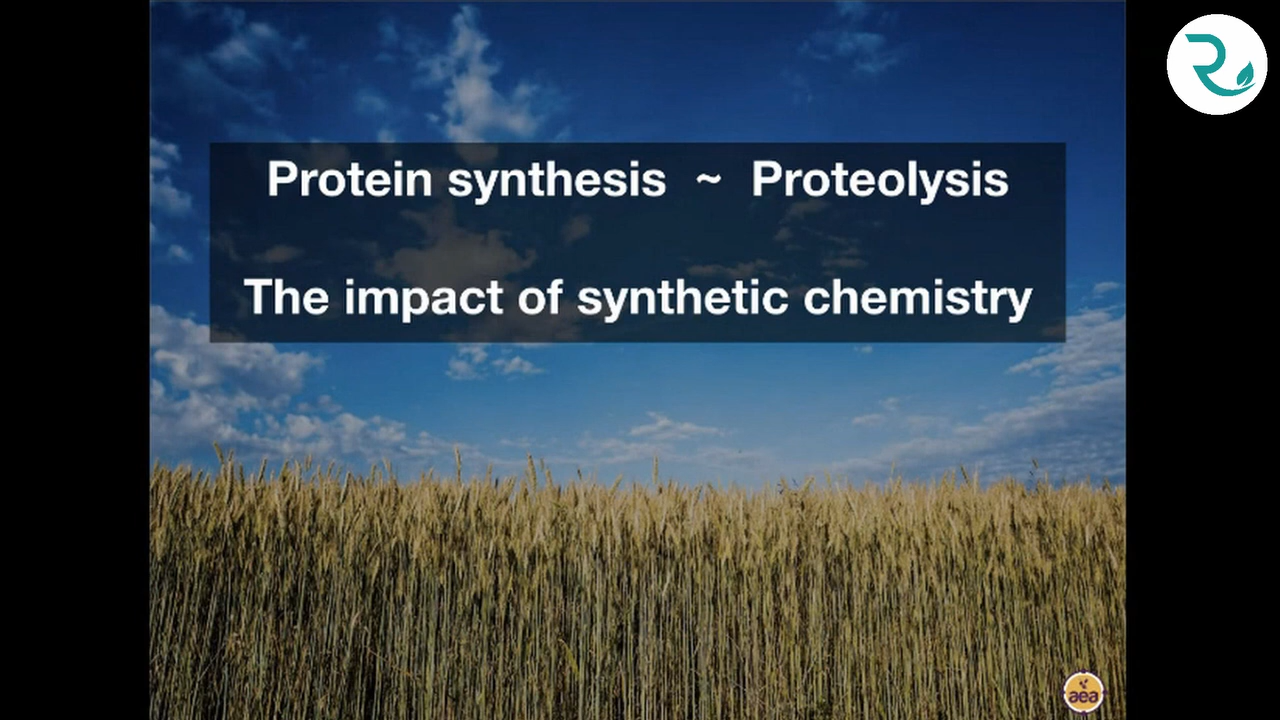 Protein synthesis ~ Proteolysis
The impact of synthetic chemistry
aea